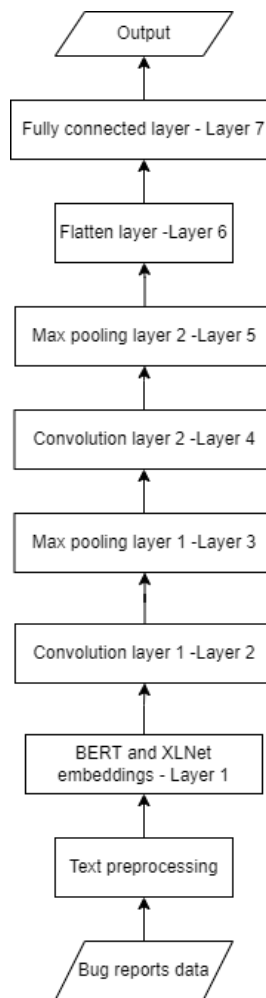 Output
Fully connected layer - Layer 7
Flatten layer -Layer 6
Max pooling layer 2 -Layer 5
Convolution layer 2 -Layer 4
Max pooling layer 1 -Layer 3
Convolution layer 1 -Layer 2
BERT and XLNet
embeddings - Layer 1
Text preprocessing
Bug reports data